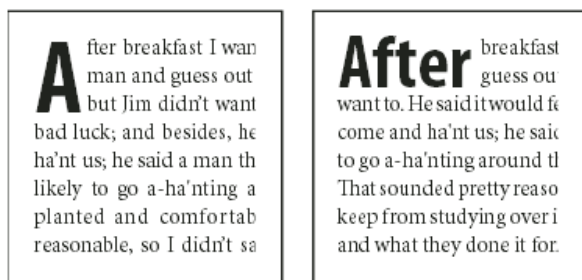 After breakfast I wan
man and guess out
but Jim didn't want
bad luck; and besides, he
ha'nt us; he said a man th
likely to go a-ha'nting a
planted and comfortab
reasonable, so I didn't sa
After breakfast
guess ou
want to. He said it would fe
come and ha'nt us; he said
to go a-ha'nting around th
That sounded pretty reaso
keep from studying over i
and what they done it for.